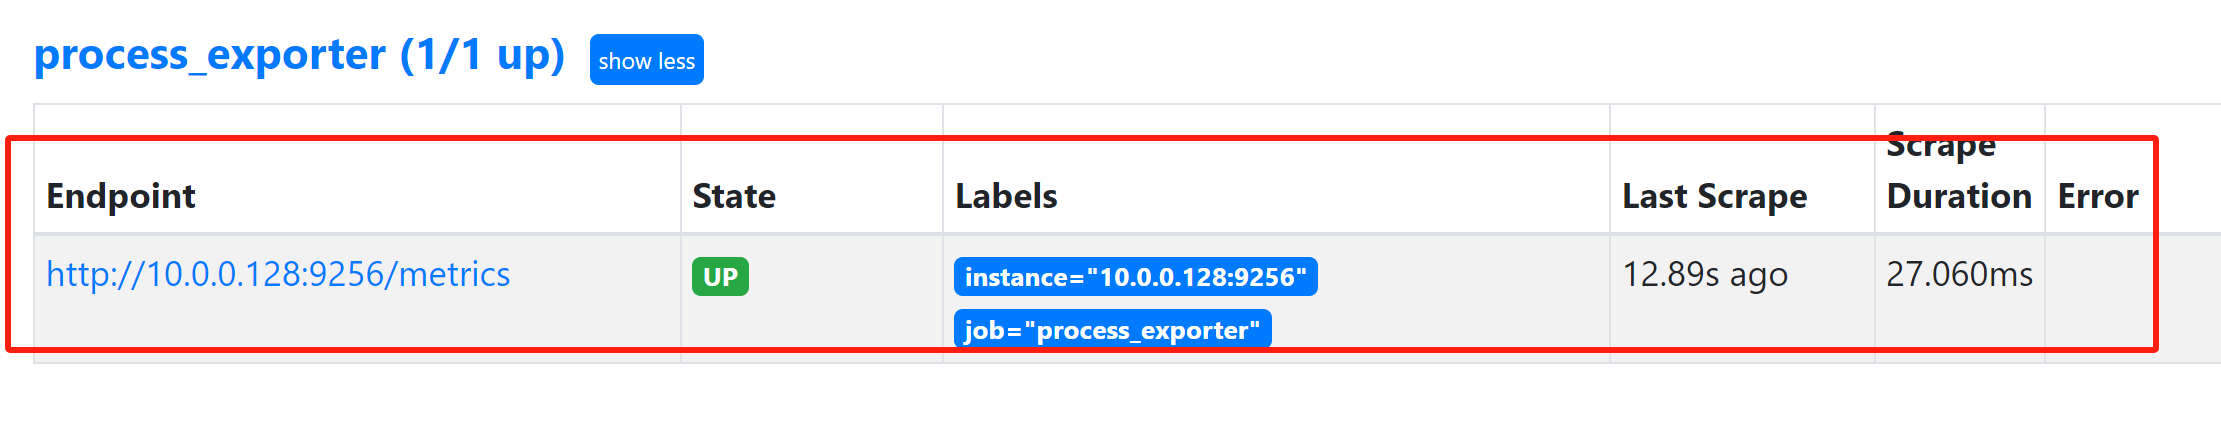 process_exporter (1/1 up) show less
Endpoint State Labels Last Scrape Scrape Duration Error
http://10.0.0.128:9256/metrics UP instance="10.0.0.128:9256" 12.89s ago 27.060ms
job="process_exporter"